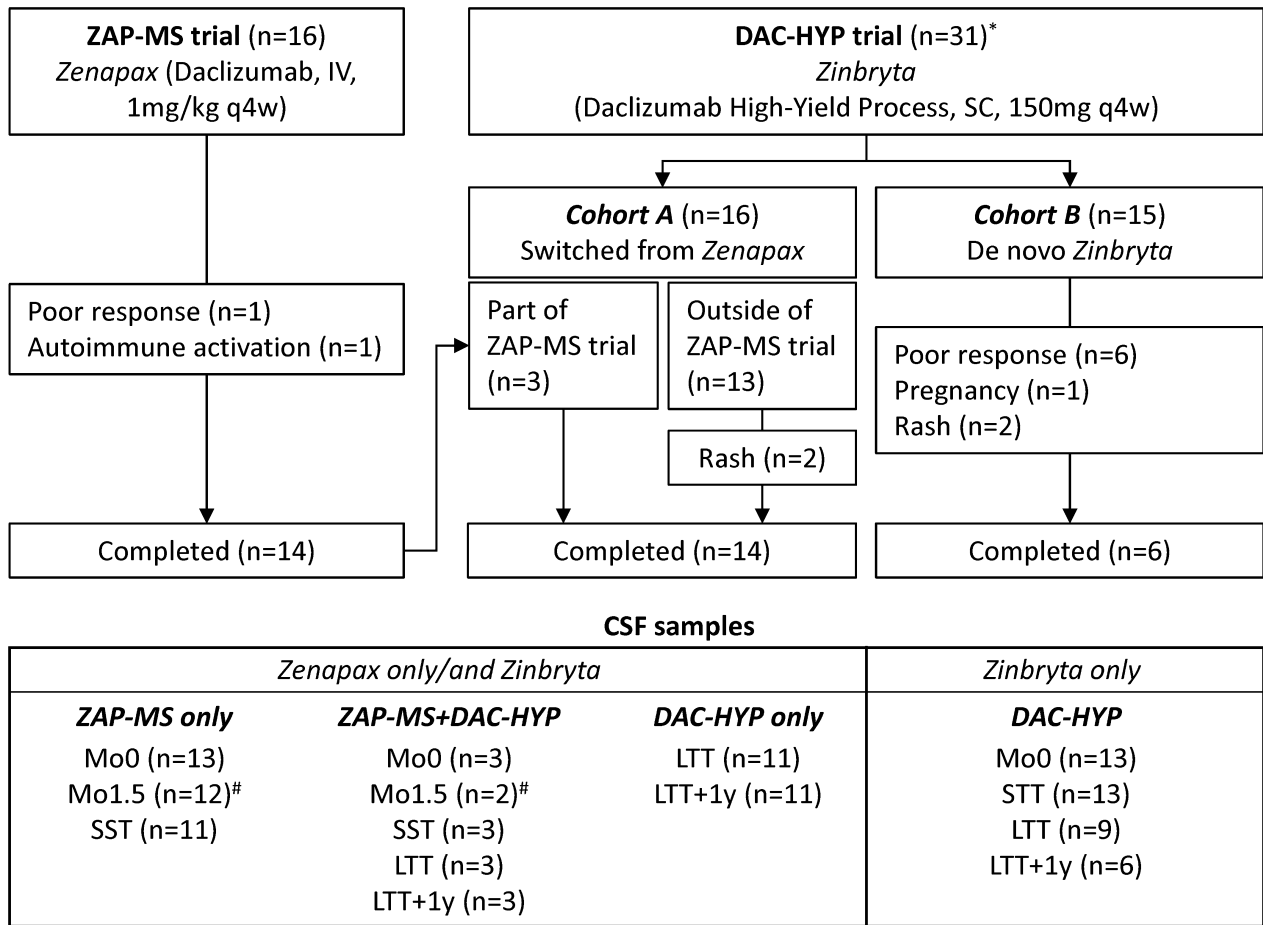 ZAP-MS trial (n=16)
Zenapax (Daclizumab, IV,
1mg/kg q4w)
DAC-HYP trial (n=31)*
Zinbryta
(Daclizumab High-Yield Process, SC, 150mg q4w)
Cohort A (n=16)
Switched from Zenapax
Cohort B (n=15)
De novo Zinbryta
Poor response (n=1)
Autoimmune activation (n=1)
Part of
ZAP-MS trial
(n=3)
Outside of
ZAP-MS trial
(n=13)
Poor response (n=6)
Pregnancy (n=1)
Rash (n=2)
Rash (n=2)
Completed (n=14)
Completed (n=14)
Completed (n=6)
CSF samples
Zenapax only/and Zinbryta
Zinbryta only
ZAP-MS only
Mo0 (n=13)
Mo1.5 (n=12)#
SST (n=11)
ZAP-MS+DAC-HYP
Mo0 (n=3)
Mo1.5 (n=2)#
SST (n=3)
LTT (n=3)
LTT+1y (n=3)
DAC-HYP only
LTT (n=11)
LTT+1y (n=11)
DAC-HYP
Mo0 (n=13)
STT (n=13)
LTT (n=9)
LTT+1y (n=6)